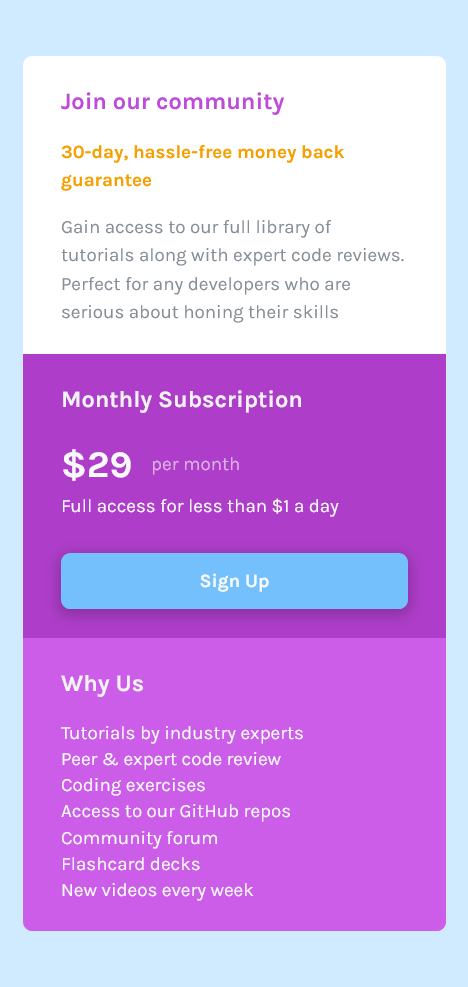 Join our community
30-day, hassle-free money back
guarantee
Gain access to our full library of
tutorials along with expert code reviews.
Perfect for any developers who are
serious about honing their skills
Monthly Subscription
$29 per month
Full access for less than $1 a day
Sign Up
Why Us
Tutorials by industry experts
Peer & expert code review
Coding exercises
Access to our GitHub repos
Community forum
Flashcard decks
New videos every week